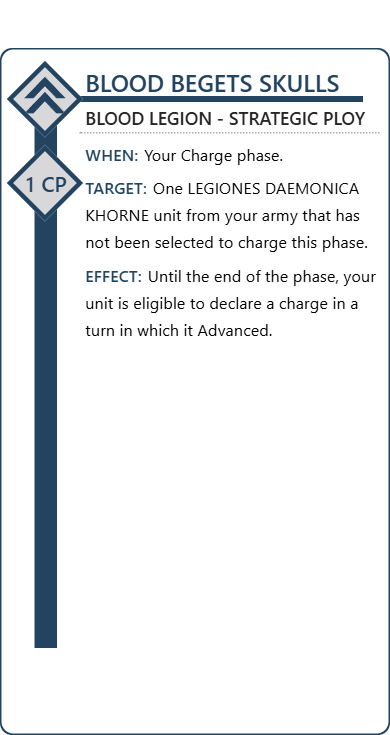 BLOOD BEGETS SKULLS
BLOOD LEGION - STRATEGIC PLOY
WHEN: Your Charge phase.
1 CP
TARGET: One LEGIONES DAEMONICA
KHORNE unit from your army that has
not been selected to charge this phase.
EFFECT: Until the end of the phase, your
unit is eligible to declare a charge in a
turn in which it Advanced.